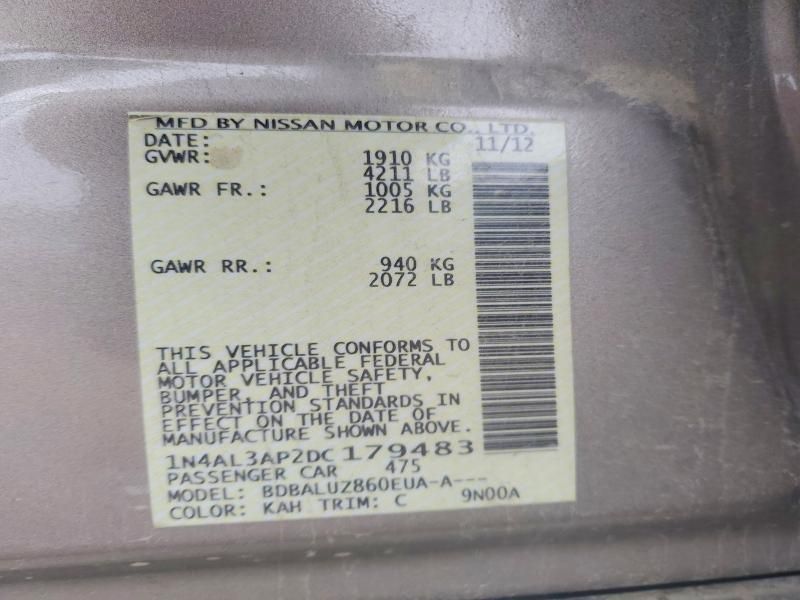 MFD BY NISSAN MOTOR CO., LTD.
DATE: 11/12
GVWR: 1910 KG
4211 LB
GAWR FR.: 1005 KG
2216 LB
GAWR RR.: 940 KG
2072 LB
THIS VEHICLE CONFORMS TO
ALL APPLICABLE FEDERAL
MOTOR VEHICLE SAFETY,
BUMPER, AND THEFT
PREVENTION STANDARDS IN
EFFECT ON THE DATE OF
MANUFACTURE SHOWN ABOVE.
1N4AL3AP2DC179483
PASSENGER CAR 475
MODEL: BDBALUZ860EUA-A---
COLOR: KAH TRIM: C 9N00A